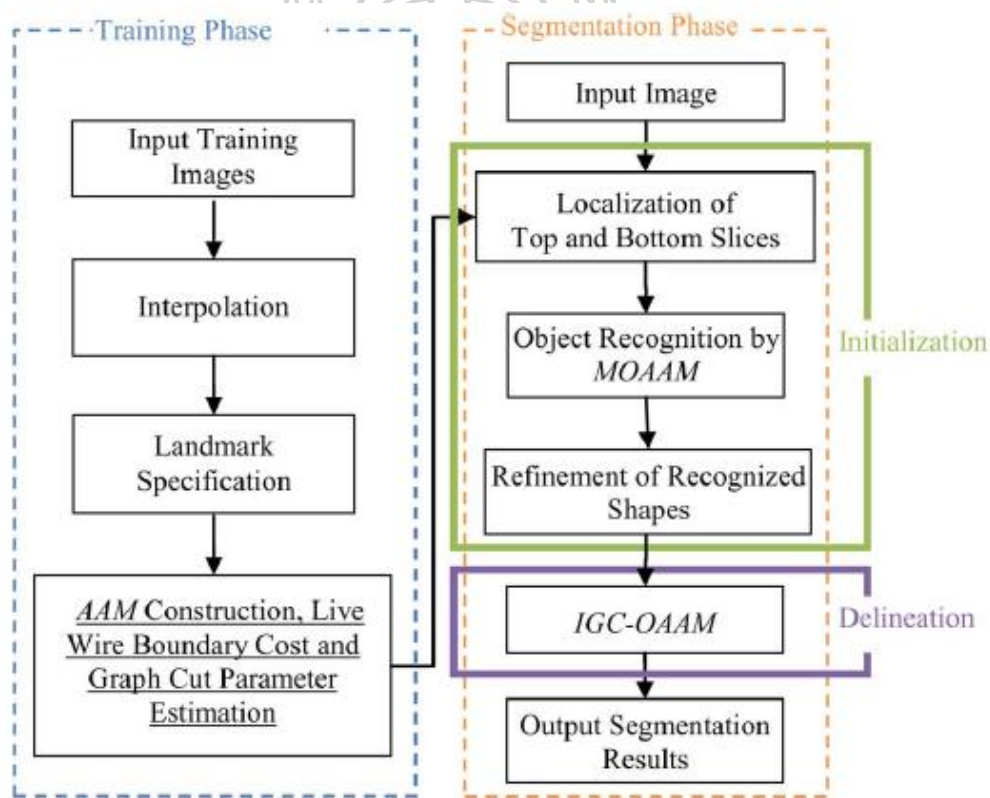 Training Phase
Input Training
Images
Interpolation
Landmark
Specification
AAM Construction, Live
Wire Boundary Cost and
Graph Cut Parameter
Estimation
Segmentation Phase
Input Image
Localization of
Top and Bottom Slices
Object Recognition by
MOAAM
Refinement of Recognized
Shapes
Initialization
IGC-OAAM
Delineation
Output Segmentation
Results